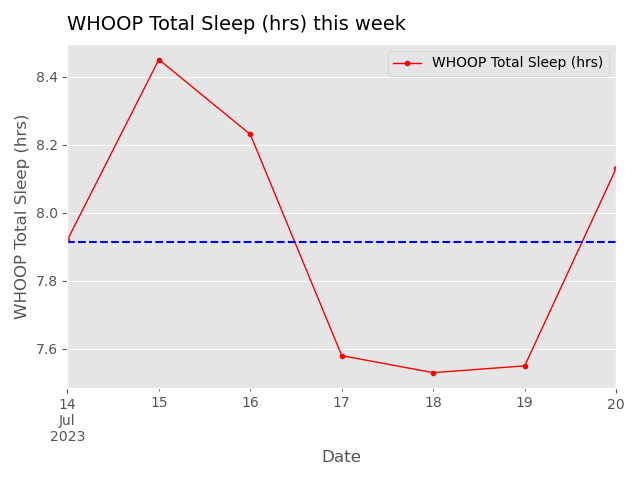 WHOOP Total Sleep (hrs) this week
WHOOP Total Sleep (hrs)
WHOOP Total Sleep (hrs)
8.4
8.2
8.0
7.8
7.6
14 15 16 17 18 19 20
Jul
2023
Date